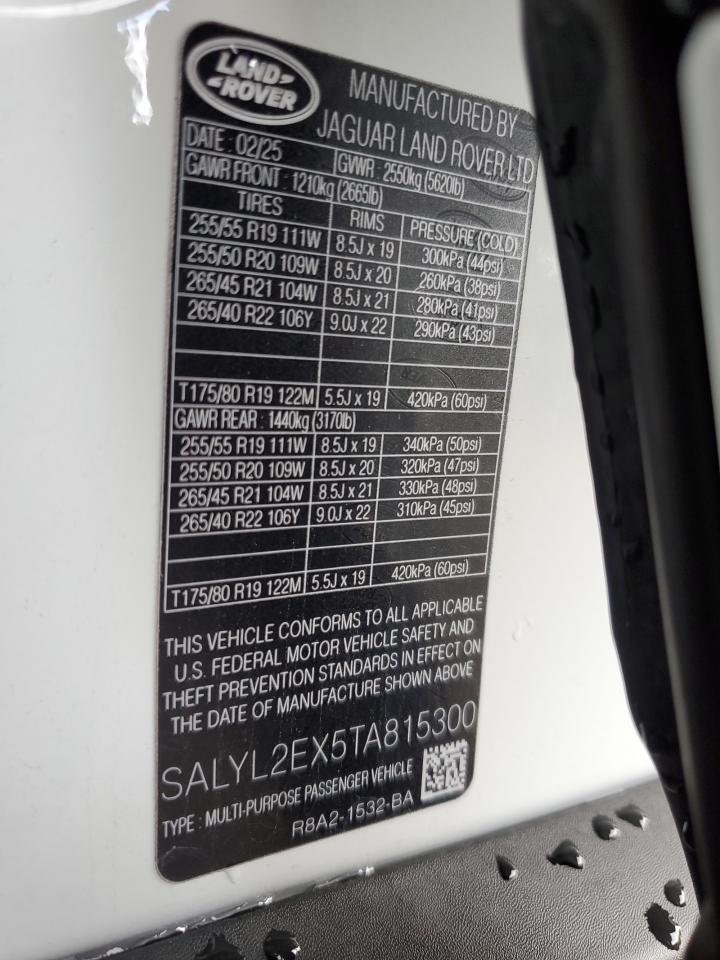 LAND ROVER
MANUFACTURED BY
JAGUAR LAND ROVER LTD
DATE : 02/25 GVWR : 2550kg (5620lb)
GAWR FRONT : 1210kg (2665lb)
TIRES RIMS PRESSURE (COLD)
255/55 R19 111W 8.5J x 19 300kPa (44psi)
255/50 R20 109W 8.5J x 20 260kPa (38psi)
265/45 R21 104W 8.5J x 21 280kPa (41psi)
265/40 R22 106Y 9.0J x 22 290kPa (43psi)
T175/80 R19 122M 5.5J x 19 420kPa (60psi)
GAWR REAR : 1440kg (3170lb)
255/55 R19 111W 8.5J x 19 340kPa (50psi)
255/50 R20 109W 8.5J x 20 320kPa (47psi)
265/45 R21 104W 8.5J x 21 330kPa (48psi)
265/40 R22 106Y 9.0J x 22 310kPa (45psi)
T175/80 R19 122M 5.5J x 19 420kPa (60psi)
THIS VEHICLE CONFORMS TO ALL APPLICABLE
U.S. FEDERAL MOTOR VEHICLE SAFETY AND
THEFT PREVENTION STANDARDS IN EFFECT ON
THE DATE OF MANUFACTURE SHOWN ABOVE
SALYL2EX5TA815300
TYPE : MULTI-PURPOSE PASSENGER VEHICLE
R8A2-1532-BA